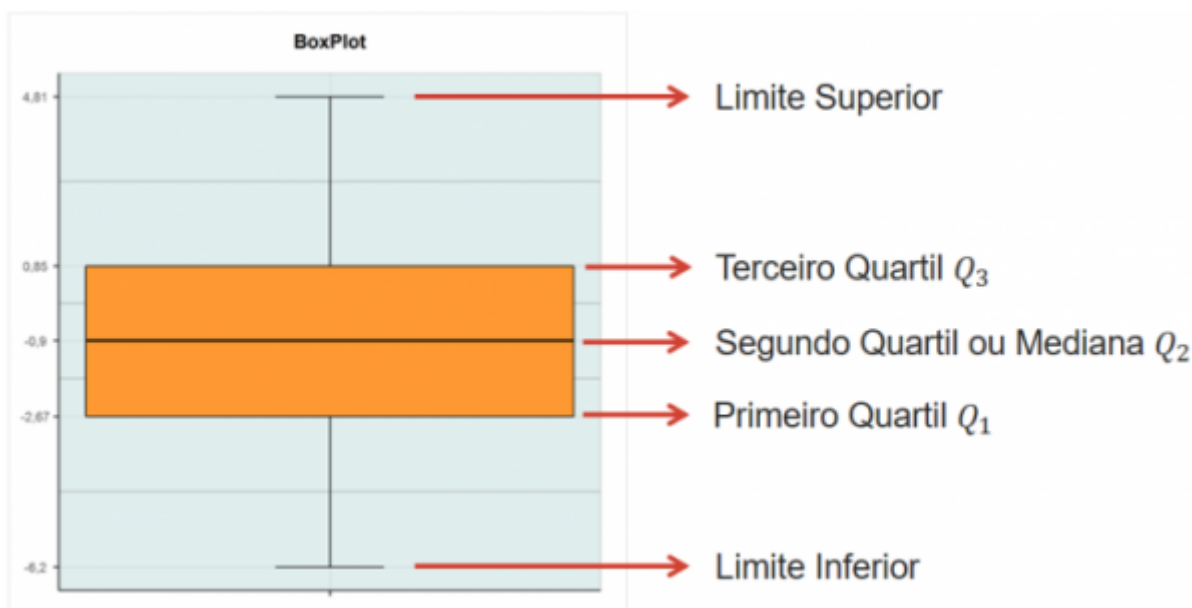 BoxPlot
4,81
Limite Superior
0,85
Terceiro Quartil Q3
-0,9
Segundo Quartil ou Mediana Q2
-2,67
Primeiro Quartil Q1
-6,2
Limite Inferior